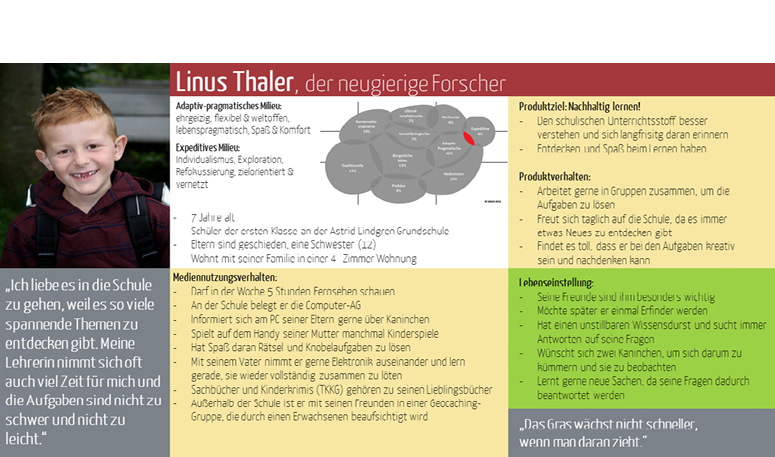 Linus Thaler, der neugierige Forscher
Adaptiv-pragmatisches Milieu:
ehrgeizig, flexibel & weltoffen,
lebenspragmatisch, Spaß & Komfort
Expeditives Milieu:
Individualismus, Exploration,
Refokussierung, zielorientiert &
vernetzt
- 7 Jahre alt
Schüler der ersten Klasse an der Astrid Lindgren Grundschule
- Eltern sind geschieden, eine Schwester (12)
Wohnt mit seiner Familie in einer 4 Zimmer Wohnung
Traditionelle
Bürgerliche
Mitte
Prekäre
Hedonisten
Adaptiv
Pragmatische
Expeditive
Performer
Produktziel: Nachhaltig lernen!
- Den schulischen Unterrichtsstoff besser
verstehen und sich langfrisitg daran erinnern
- Entdecken und Spaß beim Lernen haben
Produktverhalten:
- Arbeitet gerne in Gruppen zusammen, um die
Aufgaben zu lösen
- Freut sich täglich auf die Schule, da es immer
etwas Neues zu entdecken gibt
- Findet es toll, dass er bei den Aufgaben kreativ
sein und nachdenken kann
„Ich liebe es in die Schule
zu gehen, weil es so viele
spannende Themen zu
entdecken gibt. Meine
Lehrerin nimmt sich oft
auch viel Zeit für mich und
die Aufgaben sind nicht zu
schwer und nicht zu
leicht.“
Mediennutzungsverhalten:
- Darf in der Woche 5 Stunden Fernsehen schauen
- An der Schule belegt er die Computer-AG
- Informiert sich am PC seiner Eltern gerne über Kaninchen
- Spielt auf dem Handy seiner Mutter manchmal Kinderspiele
- Hat Spaß daran Rätsel und Knobelaufgaben zu lösen
- Mit seinem Vater nimmt er gerne Elektronik auseinander und lern
gerade, sie wieder vollständig zusammen zu löten
- Sachbücher und Kinderkrimis (TKKG) gehören zu seinen Lieblingsbücher
- Außerhalb der Schule ist er mit seinen Freunden in einer Geocaching-
Gruppe, die durch einen Erwachsenen beaufsichtigt wird
Lebenseinstellung:
- Seine Freunde sind ihm besonders wichtig
- Möchte später er einmal Erfinder werden
- Hat einen unstillbaren Wissensdurst und sucht immer
Antworten auf seine Fragen
- Wünscht sich zwei Kaninchen, um sich darum zu
kümmern und sie zu beobachten
- Lernt gerne neue Sachen, da seine Fragen dadurch
beantwortet werden
„Das Gras wächst nicht schneller,
wenn man daran zieht.“